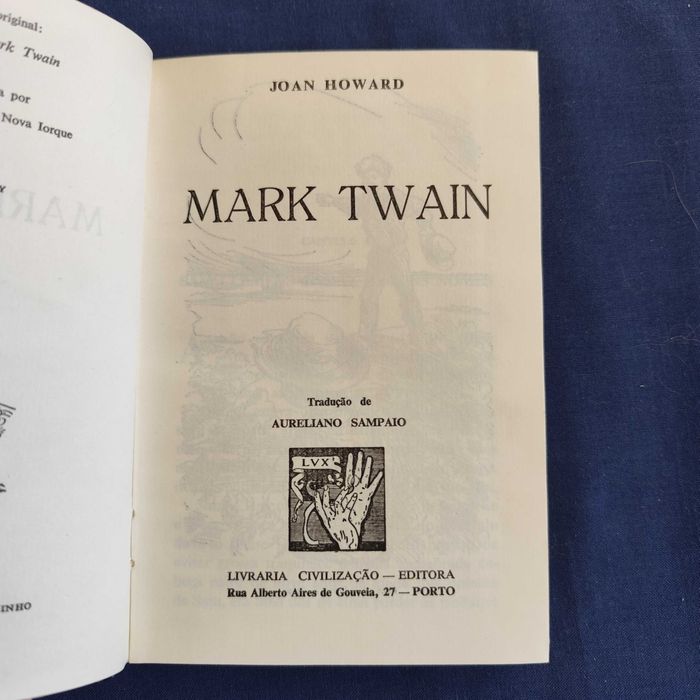 original:
rk Twain
a por
Nova Iorque
Y
INHO
JOAN HOWARD
MARK TWAIN
Tradução de
AURELIANO SAMPAIO
LVX
LIVRARIA CIVILIZAÇÃO — EDITORA
Rua Alberto Aires de Gouveia, 27 — PORTO